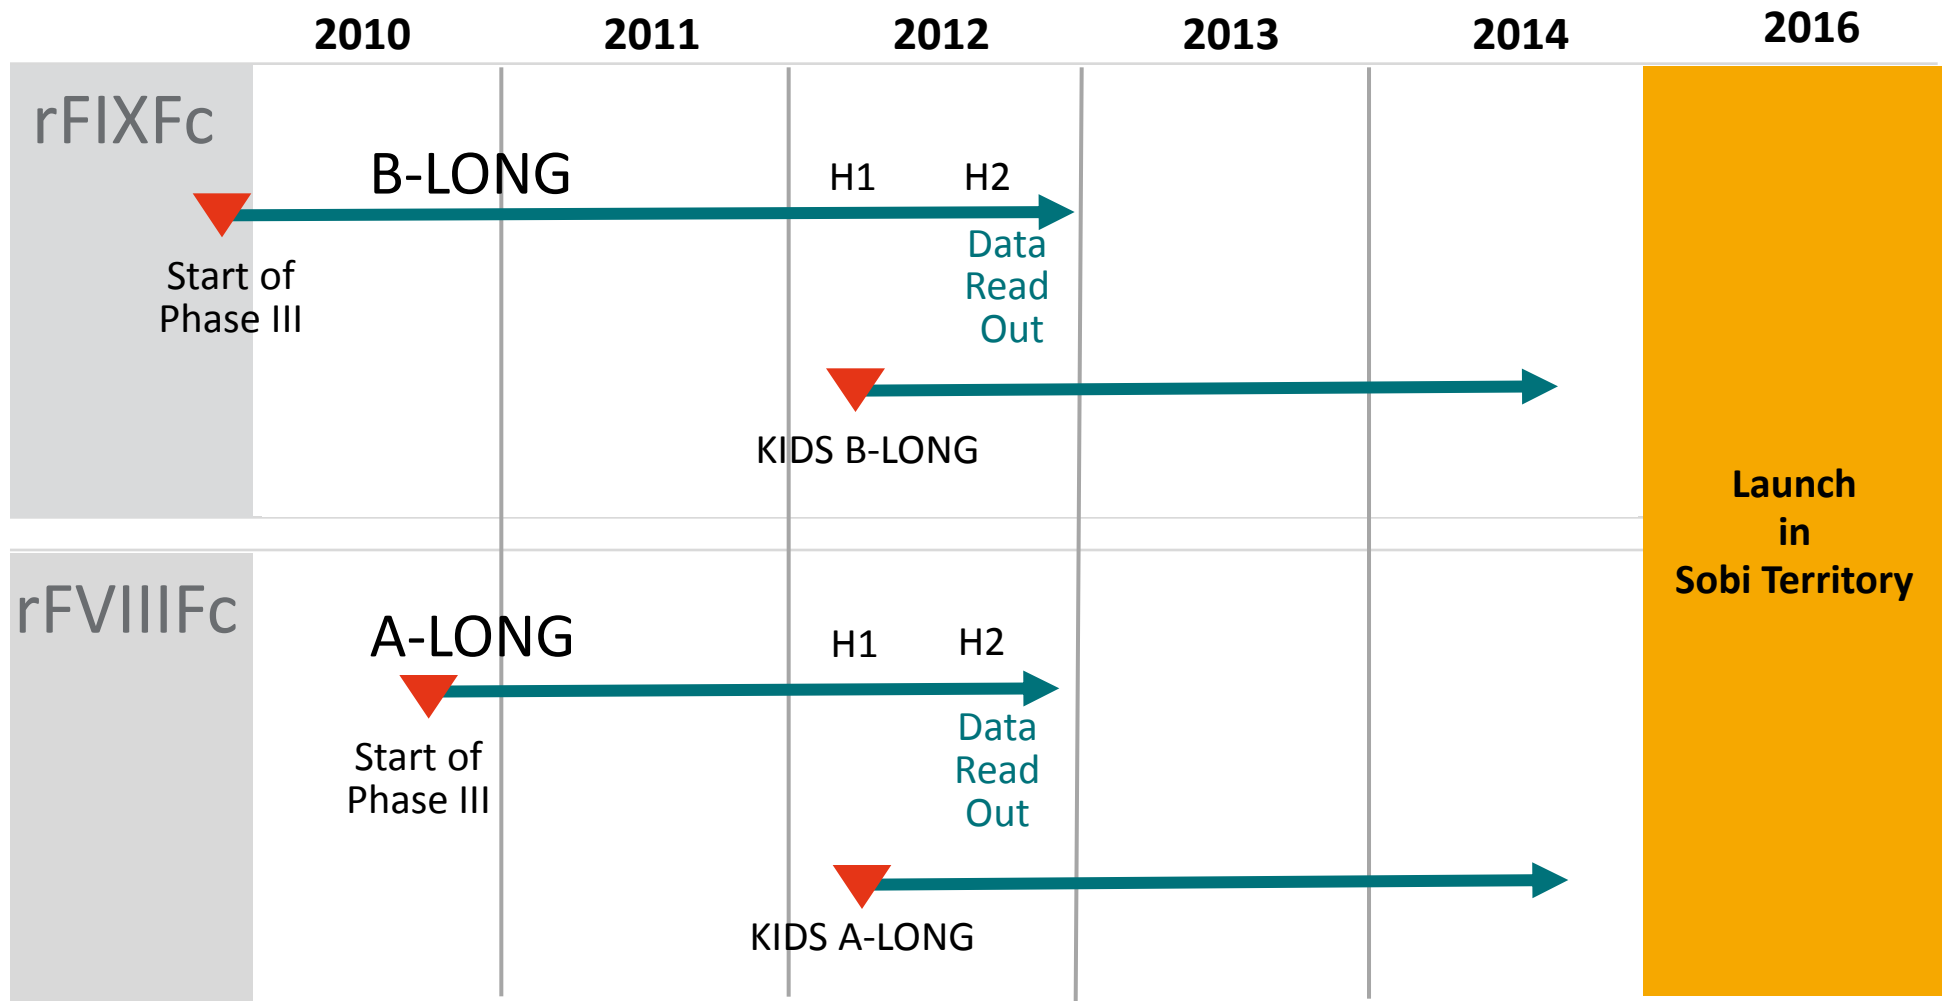 2010 2011 2012 2013 2014 2016
rFIXFc
B-LONG
H1 H2
Data
Read
Out
Start of
Phase III
KIDS B-LONG
Launch
in
Sobi Territory
rFVIIIFc
A-LONG
H1 H2
Data
Read
Out
Start of
Phase III
KIDS A-LONG